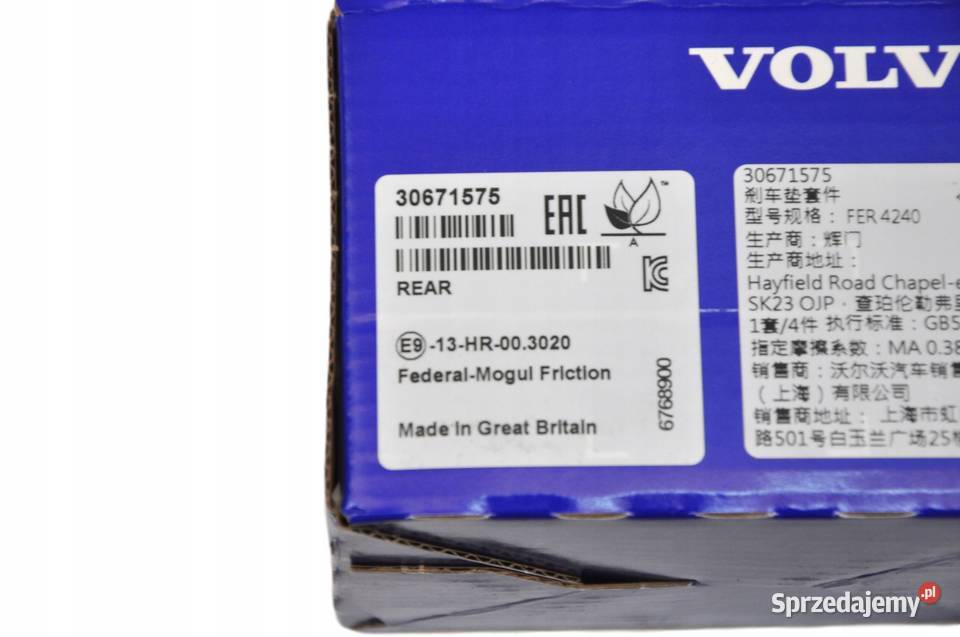 VOLV
30671575
EAC
™
A
REAR
E9 -13-HR-00.3020
Federal-Mogul Friction
6768900
Made in Great Britain
30671575
刹车垫套件
型号规格： FER 4240
生产商：辉门
生产商地址：
Hayfield Road Chapel-e
SK23 OJP，查珀伦勒弗里
1套/4件 执行标准：GB5
指定摩擦系数：MA 0.38
销售商：沃尔沃汽车销售
（上海）有限公司
销售商地址： 上海市虹
路501号白玉兰广场25楼
Sprzedajemy.pl